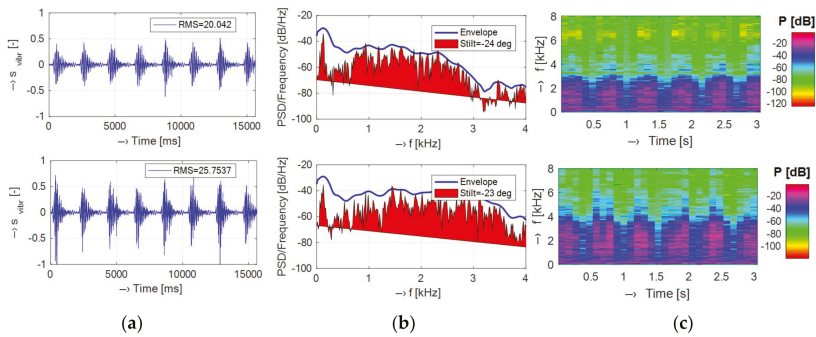 RMS=20.042
1
0.5
0
-0.5
-1
0 5000 10000 15000
–> Time [ms]
–> s vibr [-]
Envelope
Stilt=-24 deg
-20
-40
-60
-80
-100
0 1 2 3 4
–> f [kHz]
PSD/Frequency [dB/Hz]
8
6
4
2
0
0.5 1 1.5 2 2.5 3
–> Time [s]
–> f [kHz]
P [dB]
-20
-40
-60
-80
-100
-120
RMS=25.7537
1
0.5
0
-0.5
-1
0 5000 10000 15000
–> Time [ms]
–> s vibr [-]
Envelope
Stilt=-23 deg
-20
-40
-60
-80
-100
0 1 2 3 4
–> f [kHz]
PSD/Frequency [dB/Hz]
8
6
4
2
0
0.5 1 1.5 2 2.5 3
–> Time [s]
–> f [kHz]
P [dB]
-20
-40
-60
-80
-100
(a) (b) (c)